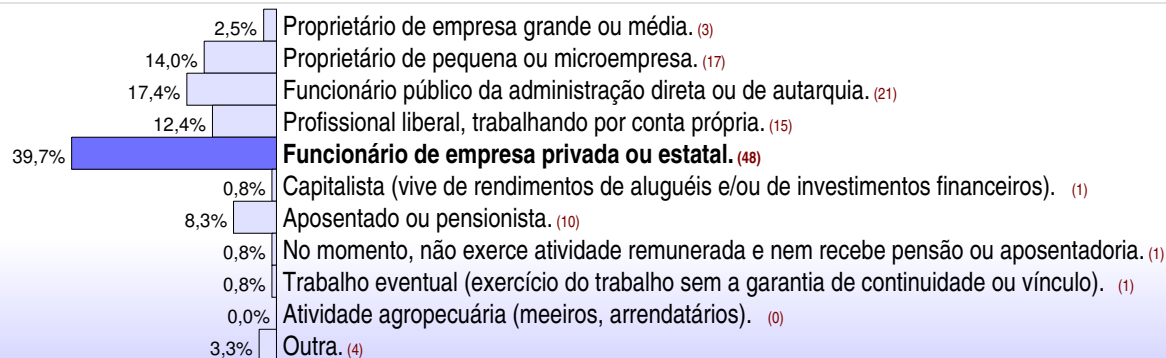 2,5% Proprietário de empresa grande ou média. (3)
14,0% Proprietário de pequena ou microempresa. (17)
17,4% Funcionário público da administração direta ou de autarquia. (21)
12,4% Profissional liberal, trabalhando por conta própria. (15)
39,7% Funcionário de empresa privada ou estatal. (48)
0,8% Capitalista (vive de rendimentos de aluguéis e/ou de investimentos financeiros). (1)
8,3% Aposentado ou pensionista. (10)
0,8% No momento, não exerce atividade remunerada e nem recebe pensão ou aposentadoria. (1)
0,8% Trabalho eventual (exercício do trabalho sem a garantia de continuidade ou vínculo). (1)
0,0% Atividade agropecuária (meeiros, arrendatários). (0)
3,3% Outra. (4)